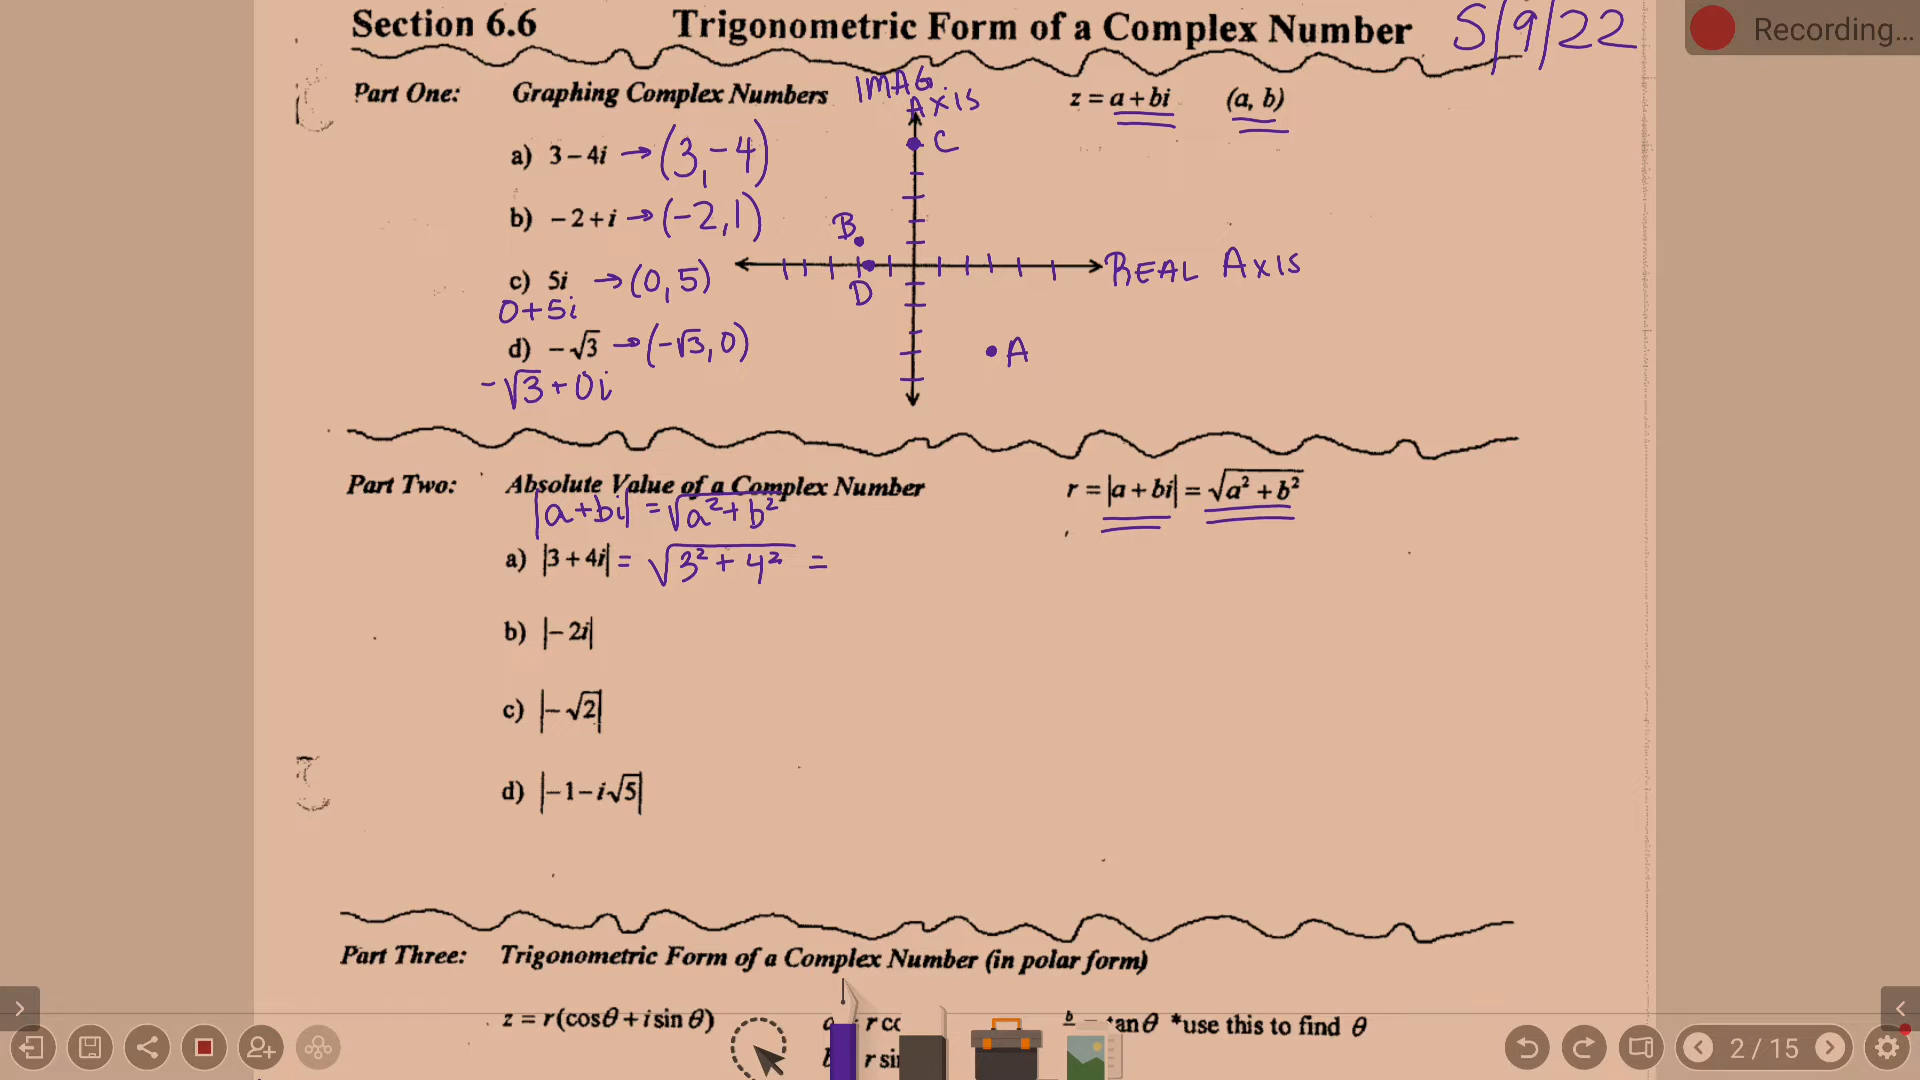 Section 6.6 Trigonometric Form of a Complex Number 5/9/22
Recording...
Part One: Graphing Complex Numbers z = a + bi (a, b)
IMAG
AXIS
a) 3 – 4i → (3, -4)
C
b) – 2 + i → (-2, 1)
B
REAL AXIS
c) 5i → (0, 5)
D
0+5i
d) – √3 → (-√3, 0)
A
-√3 + 0i
Part Two: Absolute Value of a Complex Number r = |a + bi| = √a² + b²
|a+bi| = √a² + b²
a) |3 + 4i| = √3² + 4² =
b) |– 2i|
c) |– √2|
d) |– 1 – i√5|
Part Three: Trigonometric Form of a Complex Number (in polar form)
z = r(cosθ + i sin θ) r b – tanθ *use this to find θ
r
2 / 15